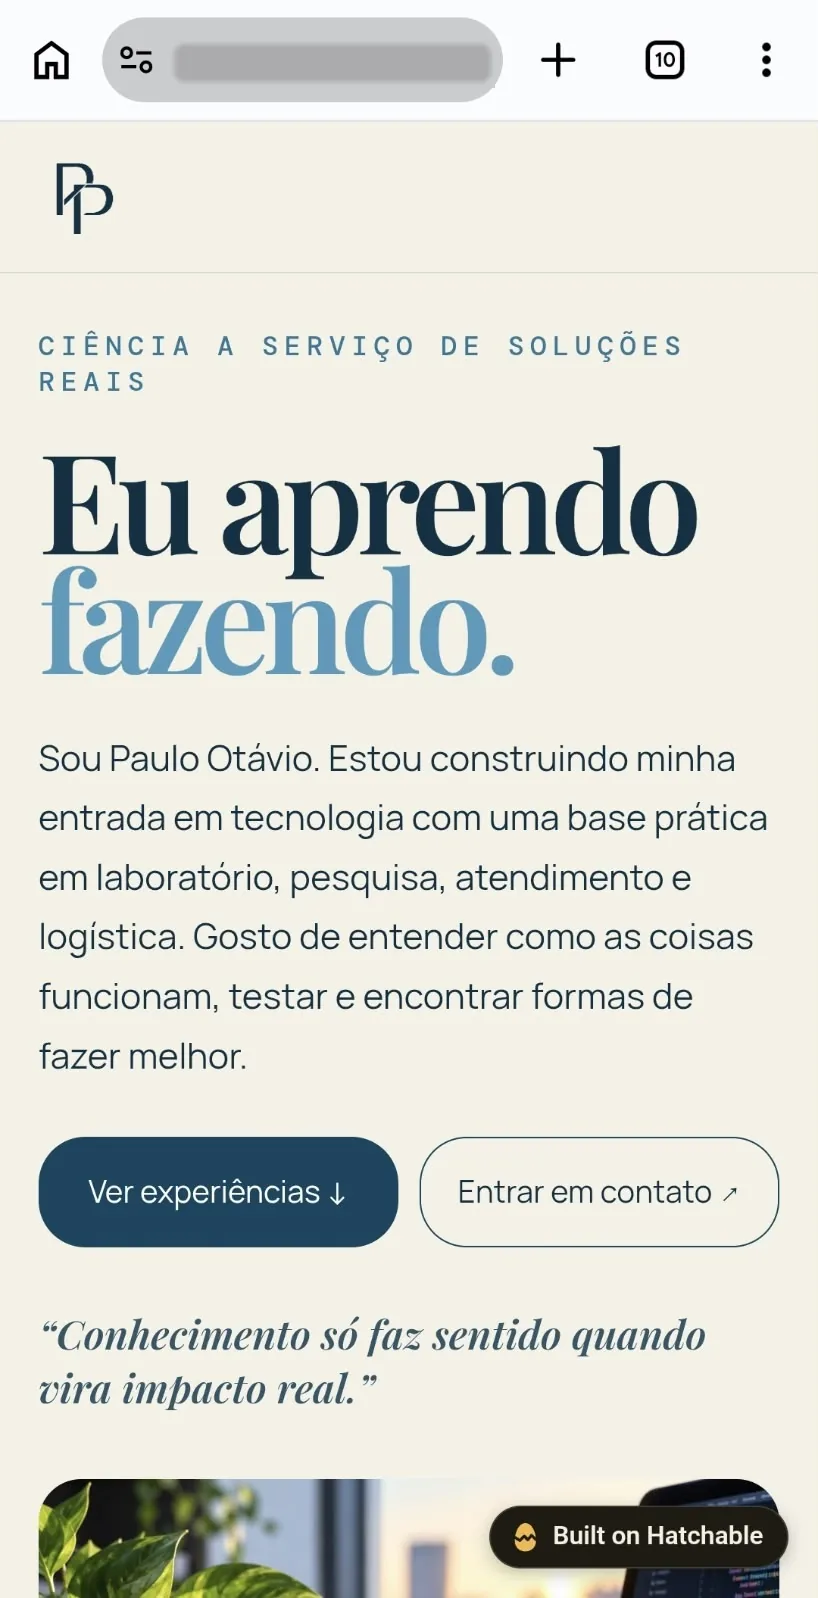 10
PP
CIÊNCIA A SERVIÇO DE SOLUÇÕES
REAIS
Eu aprendo
fazendo.
Sou Paulo Otávio. Estou construindo minha
entrada em tecnologia com uma base prática
em laboratório, pesquisa, atendimento e
logística. Gosto de entender como as coisas
funcionam, testar e encontrar formas de
fazer melhor.
Ver experiências ↓
Entrar em contato ↗
“Conhecimento só faz sentido quando
vira impacto real.”
Built on Hatchable